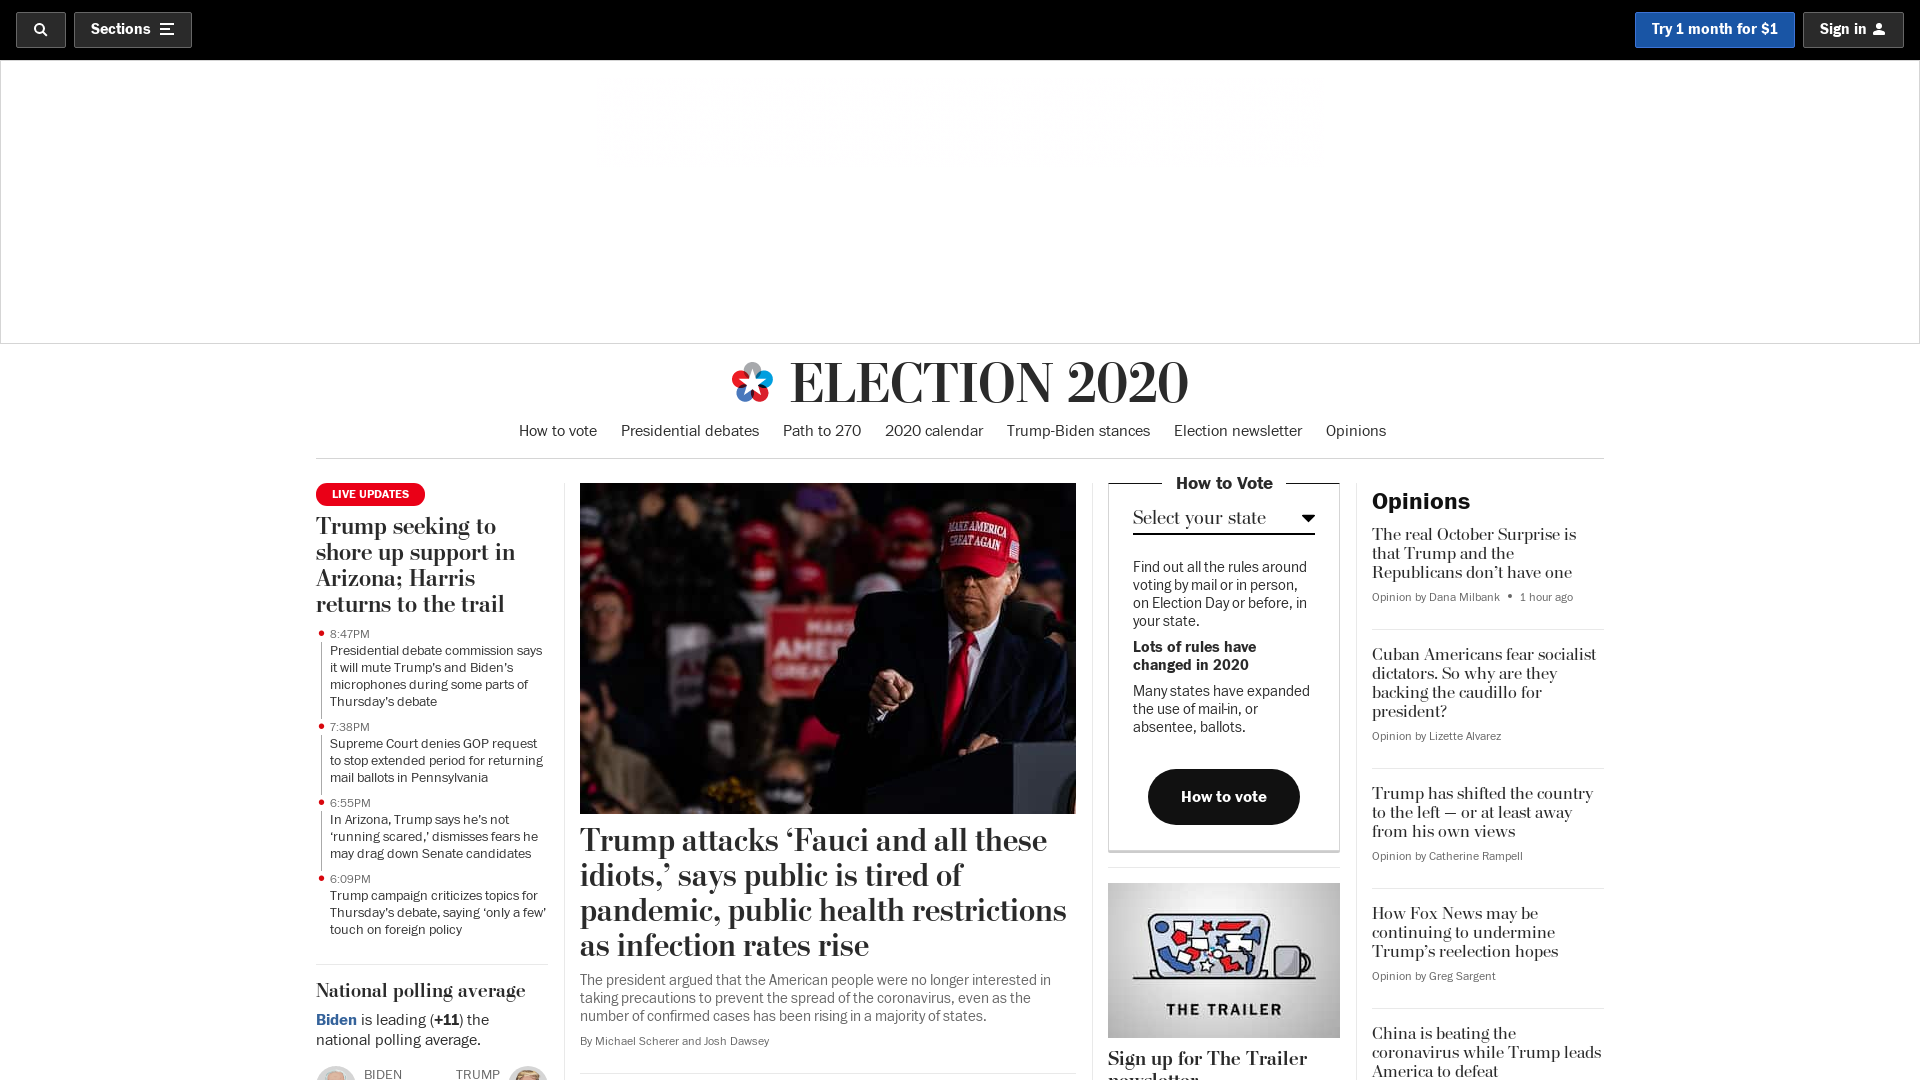 Sections
Try 1 month for $1
Sign in
ELECTION 2020
How to vote
Presidential debates
Path to 270
2020 calendar
Trump-Biden stances
Election newsletter
Opinions
LIVE UPDATES
Trump seeking to
shore up support in
Arizona; Harris
returns to the trail
8:47PM
Presidential debate commission says
it will mute Trump’s and Biden’s
microphones during some parts of
Thursday’s debate
7:38PM
Supreme Court denies GOP request
to stop extended period for returning
mail ballots in Pennsylvania
6:55PM
In Arizona, Trump says he’s not
‘running scared,’ dismisses fears he
may drag down Senate candidates
6:09PM
Trump campaign criticizes topics for
Thursday’s debate, saying ‘only a few’
touch on foreign policy
National polling average
Biden is leading (+11) the
national polling average.
BIDEN
TRUMP
MAKE AMERICA
GREAT AGAIN
Trump attacks ‘Fauci and all these
idiots,’ says public is tired of
pandemic, public health restrictions
as infection rates rise
The president argued that the American people were no longer interested in
taking precautions to prevent the spread of the coronavirus, even as the
number of confirmed cases has been rising in a majority of states.
By Michael Scherer and Josh Dawsey
How to Vote
Select your state
Find out all the rules around
voting by mail or in person,
on Election Day or before, in
your state.
Lots of rules have
changed in 2020
Many states have expanded
the use of mail-in, or
absentee, ballots.
How to vote
THE TRAILER
Sign up for The Trailer
newsletter
Opinions
The real October Surprise is
that Trump and the
Republicans don’t have one
Opinion by Dana Milbank • 1 hour ago
Cuban Americans fear socialist
dictators. So why are they
backing the caudillo for
president?
Opinion by Lizette Alvarez
Trump has shifted the country
to the left — or at least away
from his own views
Opinion by Catherine Rampell
How Fox News may be
continuing to undermine
Trump’s reelection hopes
Opinion by Greg Sargent
China is beating the
coronavirus while Trump leads
America to defeat